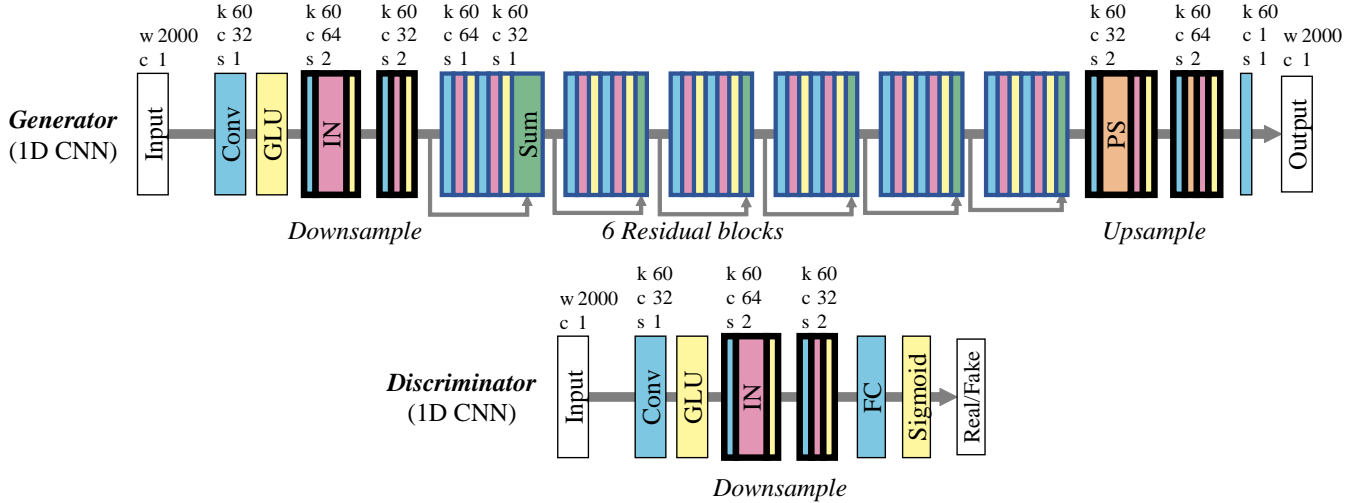 k 60
c 32
s 1
k 60
c 64
s 2
k 60
c 32
s 2
k 60
c 64
s 1
k 60
c 32
s 1
k 60
c 32
s 2
k 60
c 64
s 2
k 60
c 1
s 1
w 2000
c 1
w 2000
c 1
Generator
(1D CNN)
Input
Conv
GLU
IN
Sum
PS
Output
Downsample
6 Residual blocks
Upsample
w 2000
c 1
k 60
c 32
s 1
k 60
c 64
s 2
k 60
c 32
s 2
Discriminator
(1D CNN)
Input
Conv
GLU
IN
FC
Sigmoid
Real/Fake
Downsample